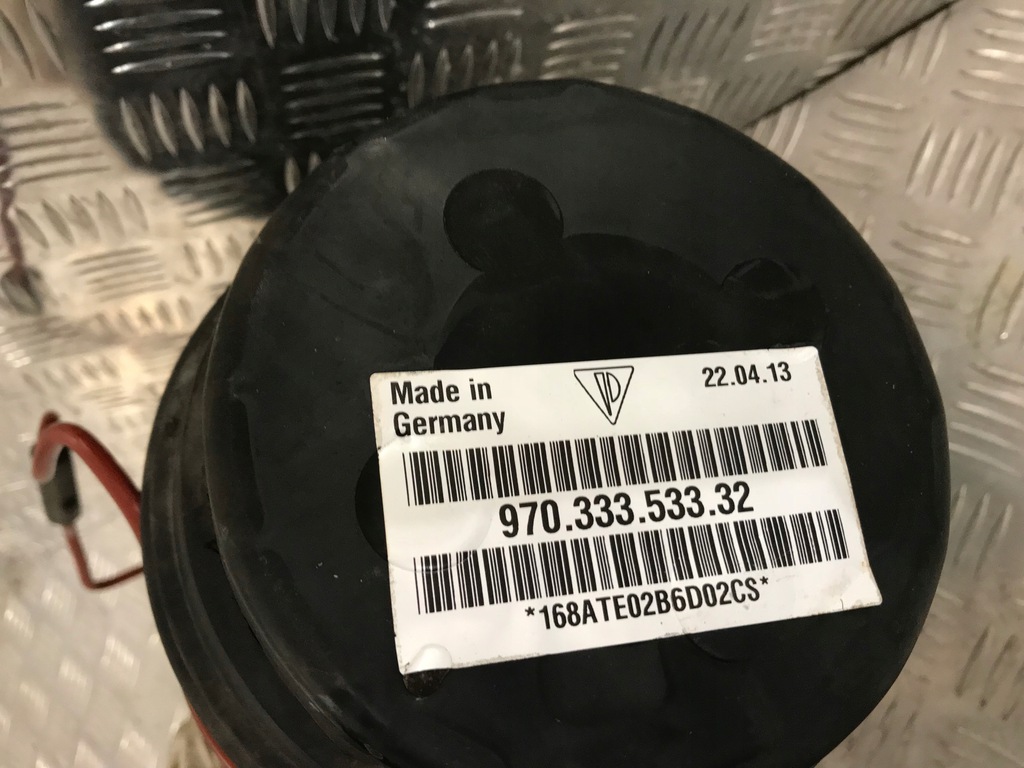 Made in
Germany
22.04.13
970.333.533.32
*168ATE02B6D02CS*